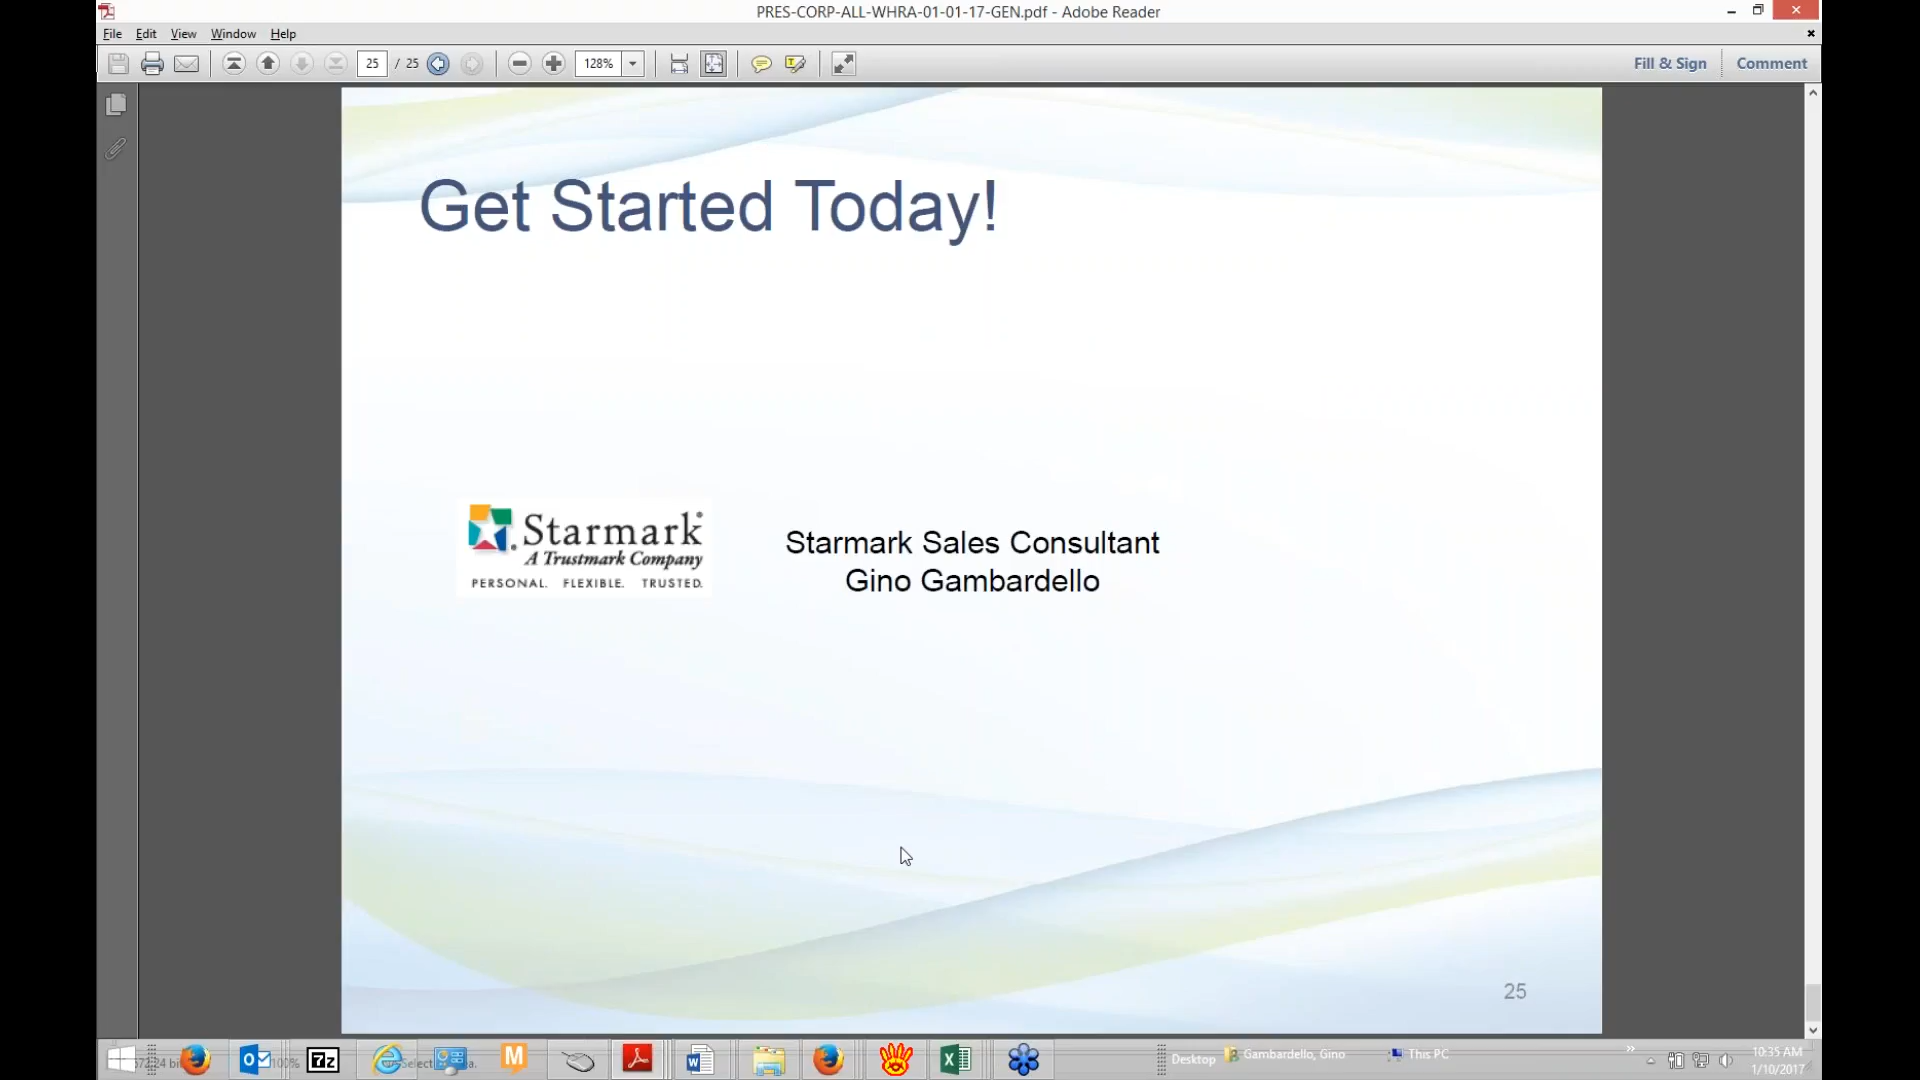 PRES-CORP-ALL-WHRA-01-01-17-GEN.pdf - Adobe Reader
File Edit View Window Help
25 / 25 128% Fill & Sign Comment
Get Started Today!
Starmark®
A Trustmark Company
PERSONAL. FLEXIBLE. TRUSTED.
Starmark Sales Consultant
Gino Gambardello
25
Desktop Gambardello, Gino This PC
10:35 AM
1/10/2017